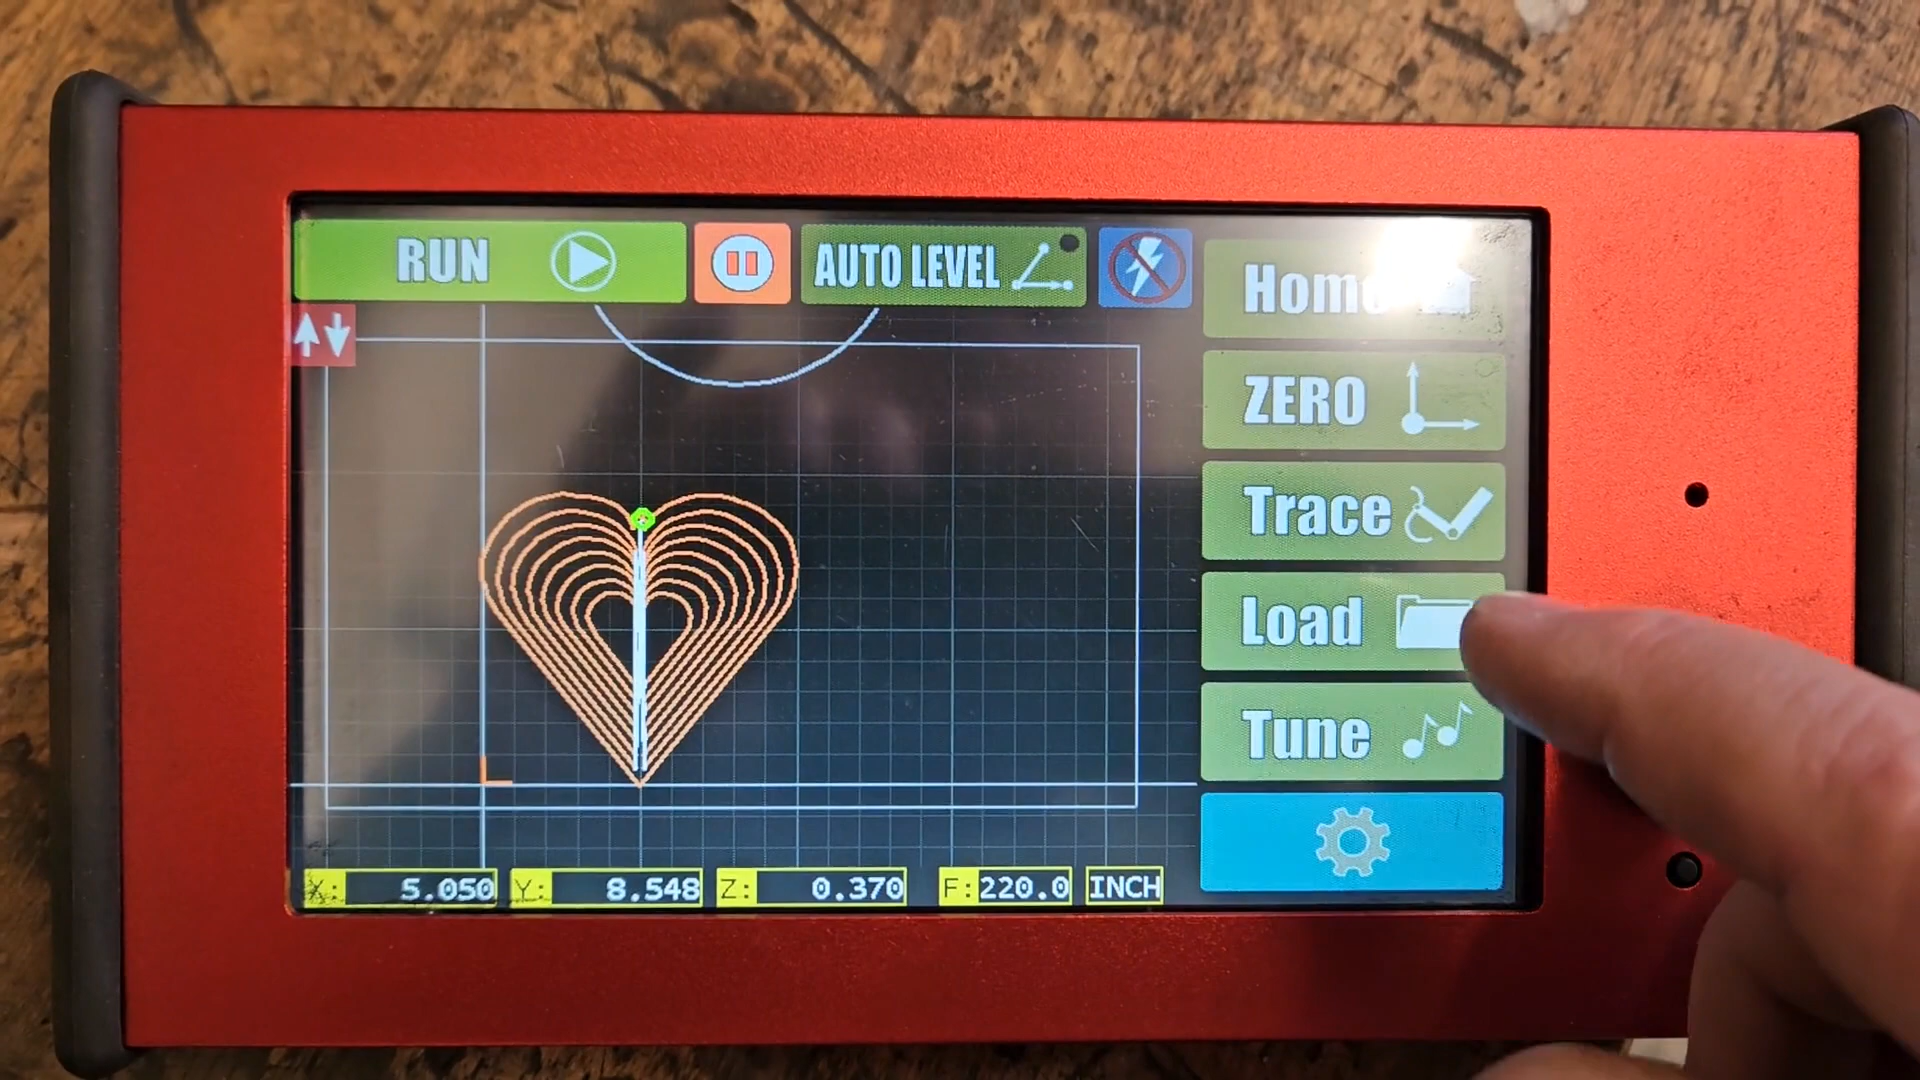 RUN
AUTO LEVEL
Home
ZERO
Trace
Load
Tune
X: 5.050 Y: 8.548 Z: 0.370 F: 220.0 INCH